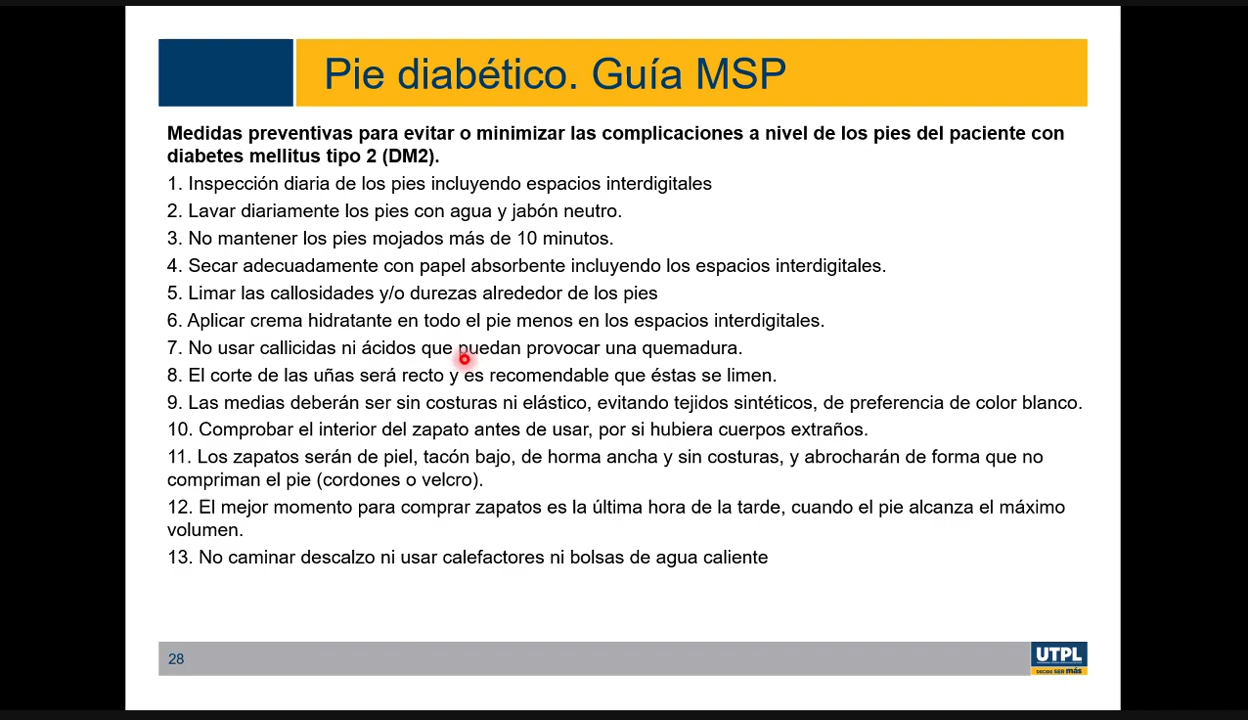 Pie diabético. Guía MSP
Medidas preventivas para evitar o minimizar las complicaciones a nivel de los pies del paciente con
diabetes mellitus tipo 2 (DM2).
1. Inspección diaria de los pies incluyendo espacios interdigitales
2. Lavar diariamente los pies con agua y jabón neutro.
3. No mantener los pies mojados más de 10 minutos.
4. Secar adecuadamente con papel absorbente incluyendo los espacios interdigitales.
5. Limar las callosidades y/o durezas alrededor de los pies
6. Aplicar crema hidratante en todo el pie menos en los espacios interdigitales.
7. No usar callicidas ni ácidos que puedan provocar una quemadura.
8. El corte de las uñas será recto y es recomendable que éstas se limen.
9. Las medias deberán ser sin costuras ni elástico, evitando tejidos sintéticos, de preferencia de color blanco.
10. Comprobar el interior del zapato antes de usar, por si hubiera cuerpos extraños.
11. Los zapatos serán de piel, tacón bajo, de horma ancha y sin costuras, y abrocharán de forma que no
compriman el pie (cordones o velcro).
12. El mejor momento para comprar zapatos es la última hora de la tarde, cuando el pie alcanza el máximo
volumen.
13. No caminar descalzo ni usar calefactores ni bolsas de agua caliente
28
UTPL
DECIDE SER más